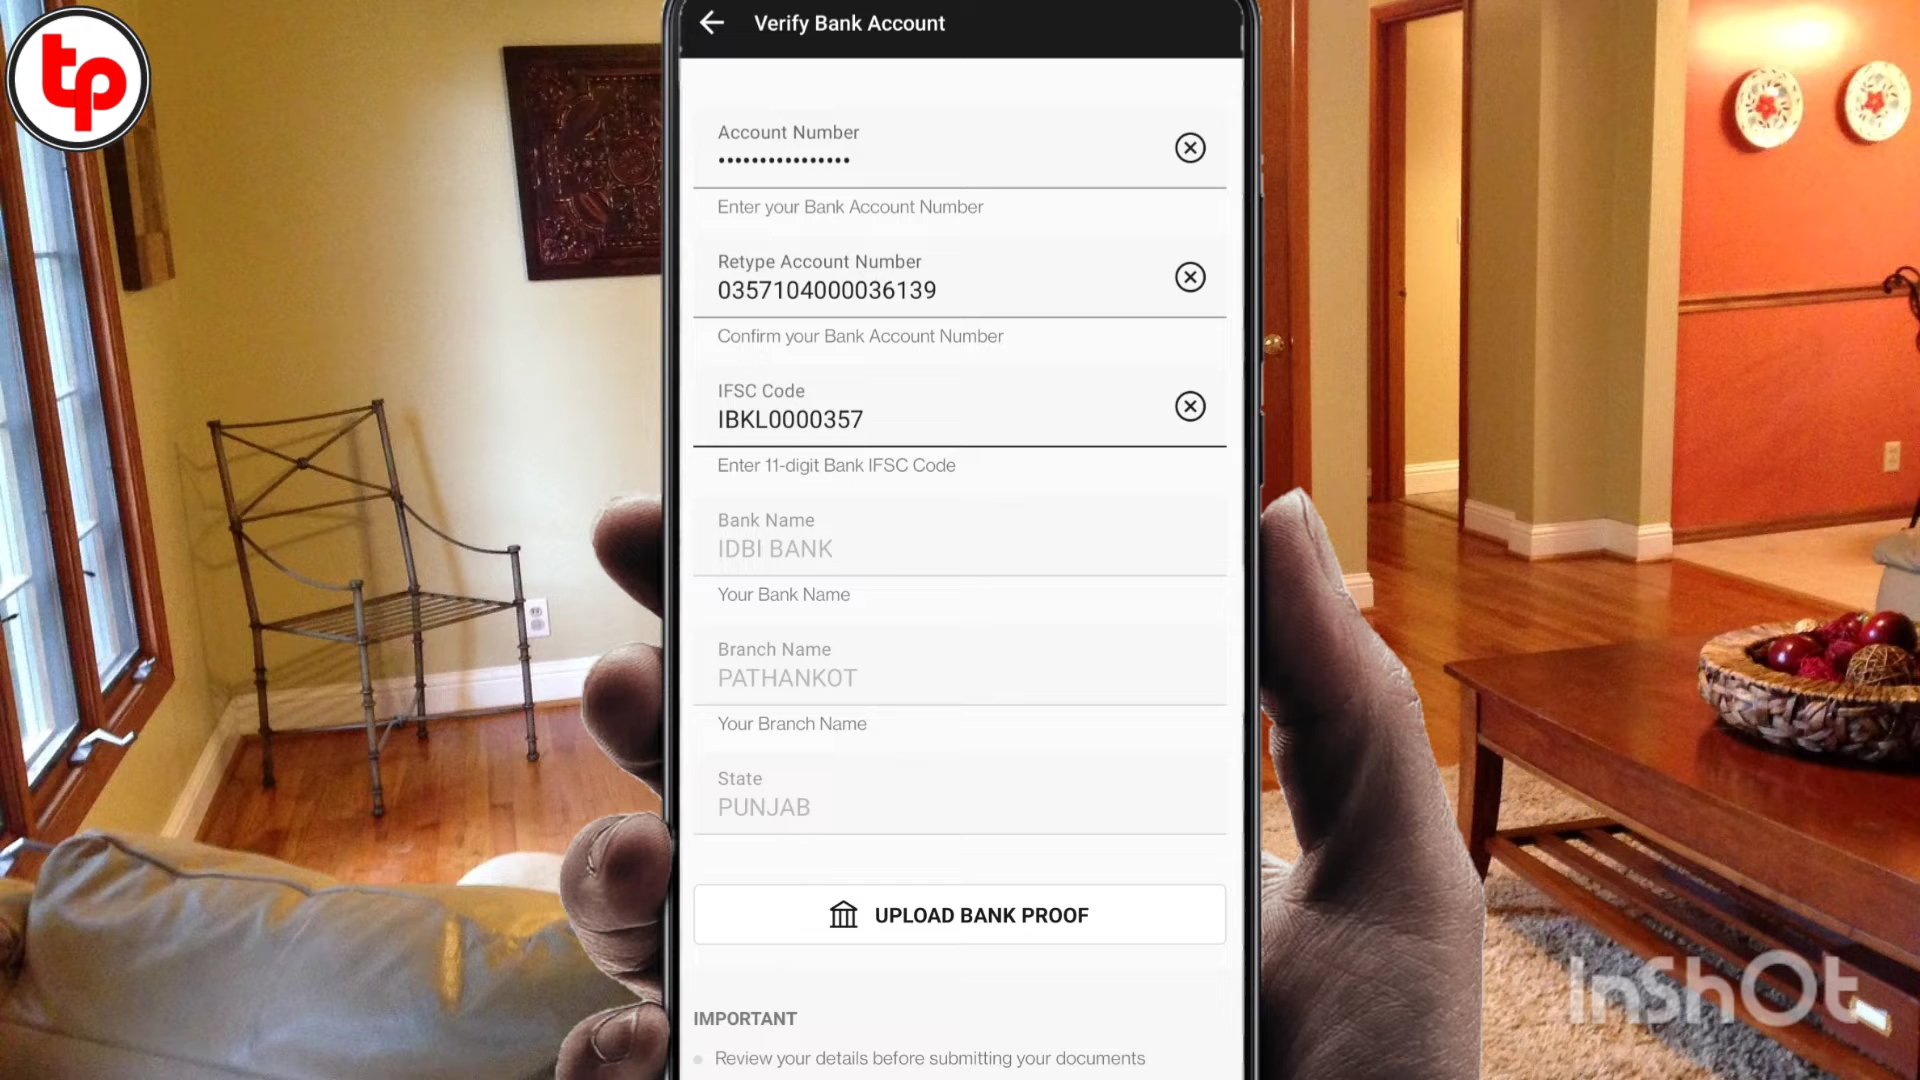 tp
Verify Bank Account
Account Number
••••••••••••••••
Enter your Bank Account Number
Retype Account Number
0357104000036139
Confirm your Bank Account Number
IFSC Code
IBKL0000357
Enter 11-digit Bank IFSC Code
Bank Name
IDBI BANK
Your Bank Name
Branch Name
PATHANKOT
Your Branch Name
State
PUNJAB
UPLOAD BANK PROOF
IMPORTANT
Review your details before submitting your documents
InShOt